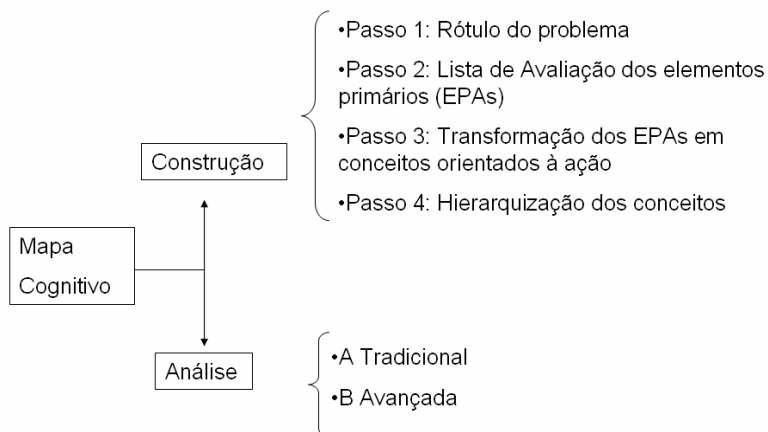 •Passo 1: Rótulo do problema
•Passo 2: Lista de Avaliação dos elementos
primários (EPAs)
•Passo 3: Transformação dos EPAs em
conceitos orientados à ação
•Passo 4: Hierarquização dos conceitos
Construção
Mapa
Cognitivo
Análise
•A Tradicional
•B Avançada